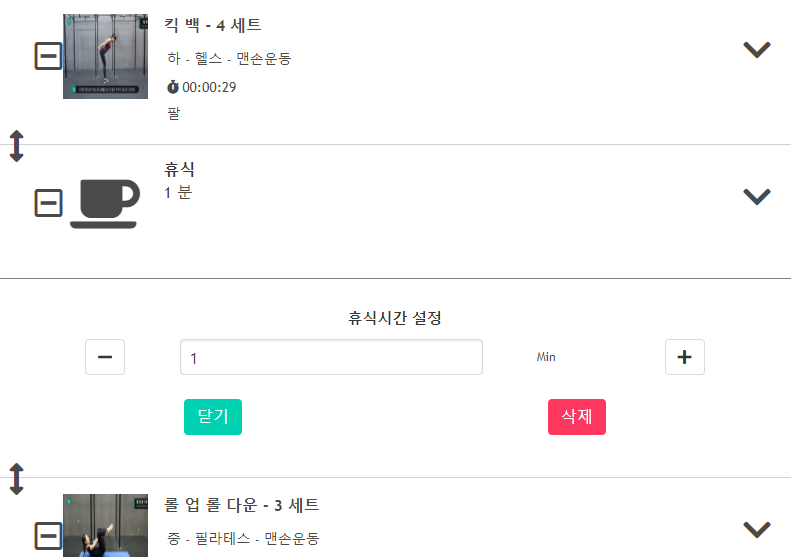 킥 백 - 4 세트
하 - 헬스 - 맨손운동
00:00:29
팔
휴식
1 분
휴식시간 설정
1
Min
닫기
삭제
롤 업 롤 다운 - 3 세트
중 - 필라테스 - 맨손운동